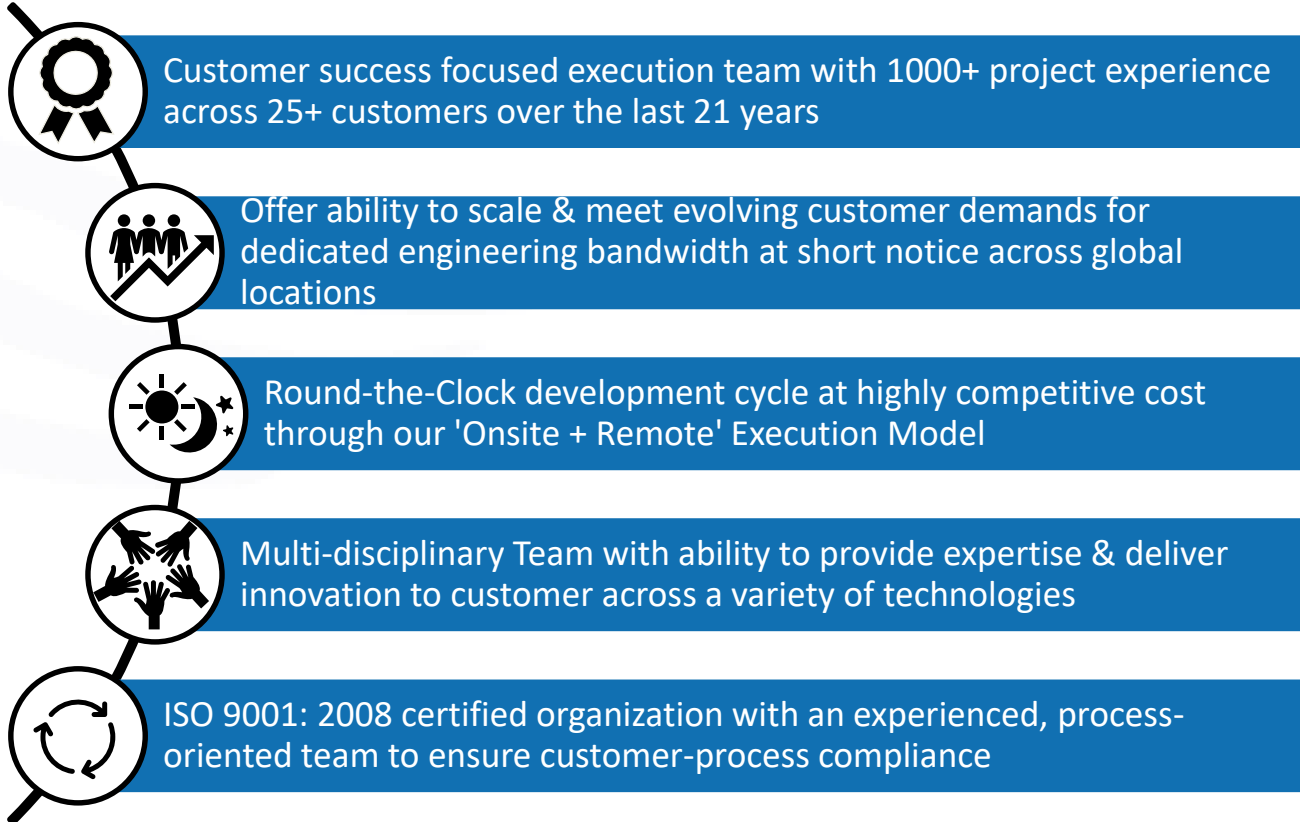 Customer success focused execution team with 1000+ project experience
across 25+ customers over the last 21 years
Offer ability to scale & meet evolving customer demands for
dedicated engineering bandwidth at short notice across global
locations
Round-the-Clock development cycle at highly competitive cost
through our 'Onsite + Remote' Execution Model
Multi-disciplinary Team with ability to provide expertise & deliver
innovation to customer across a variety of technologies
ISO 9001: 2008 certified organization with an experienced, process-
oriented team to ensure customer-process compliance